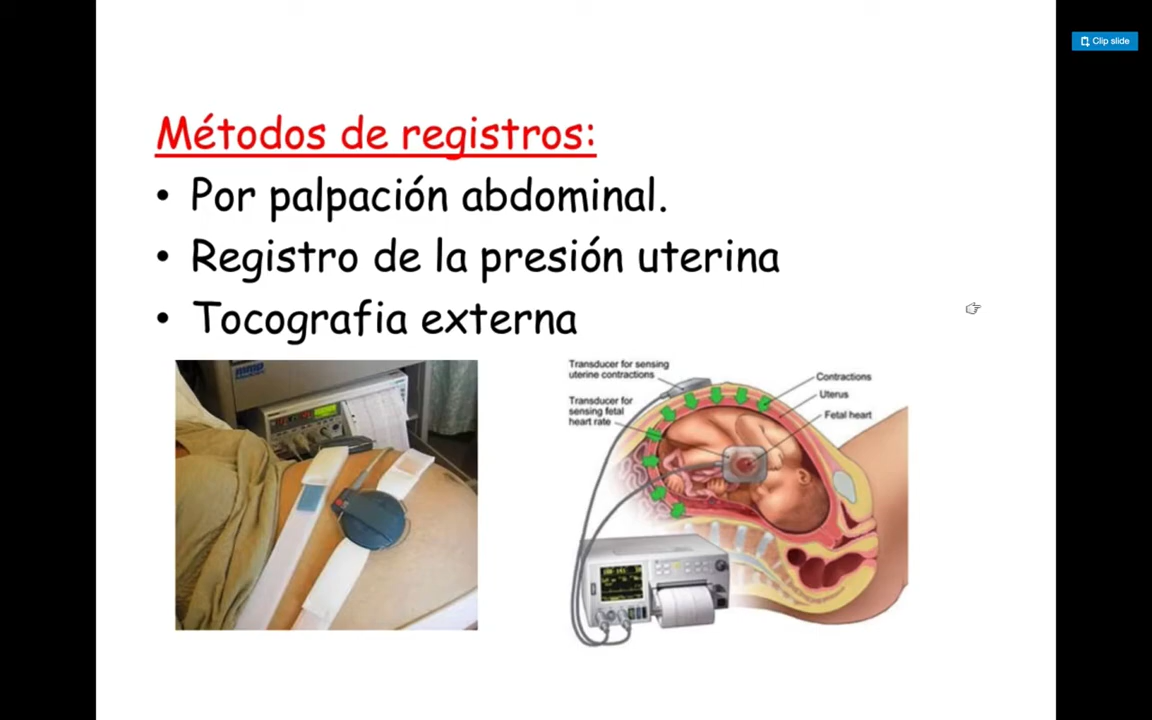 Clip slide
Métodos de registros:
• Por palpación abdominal.
• Registro de la presión uterina
• Tocografia externa
Transducer for sensing
uterine contractions
Transducer for
sensing fetal
heart rate
Contractions
Uterus
Fetal heart